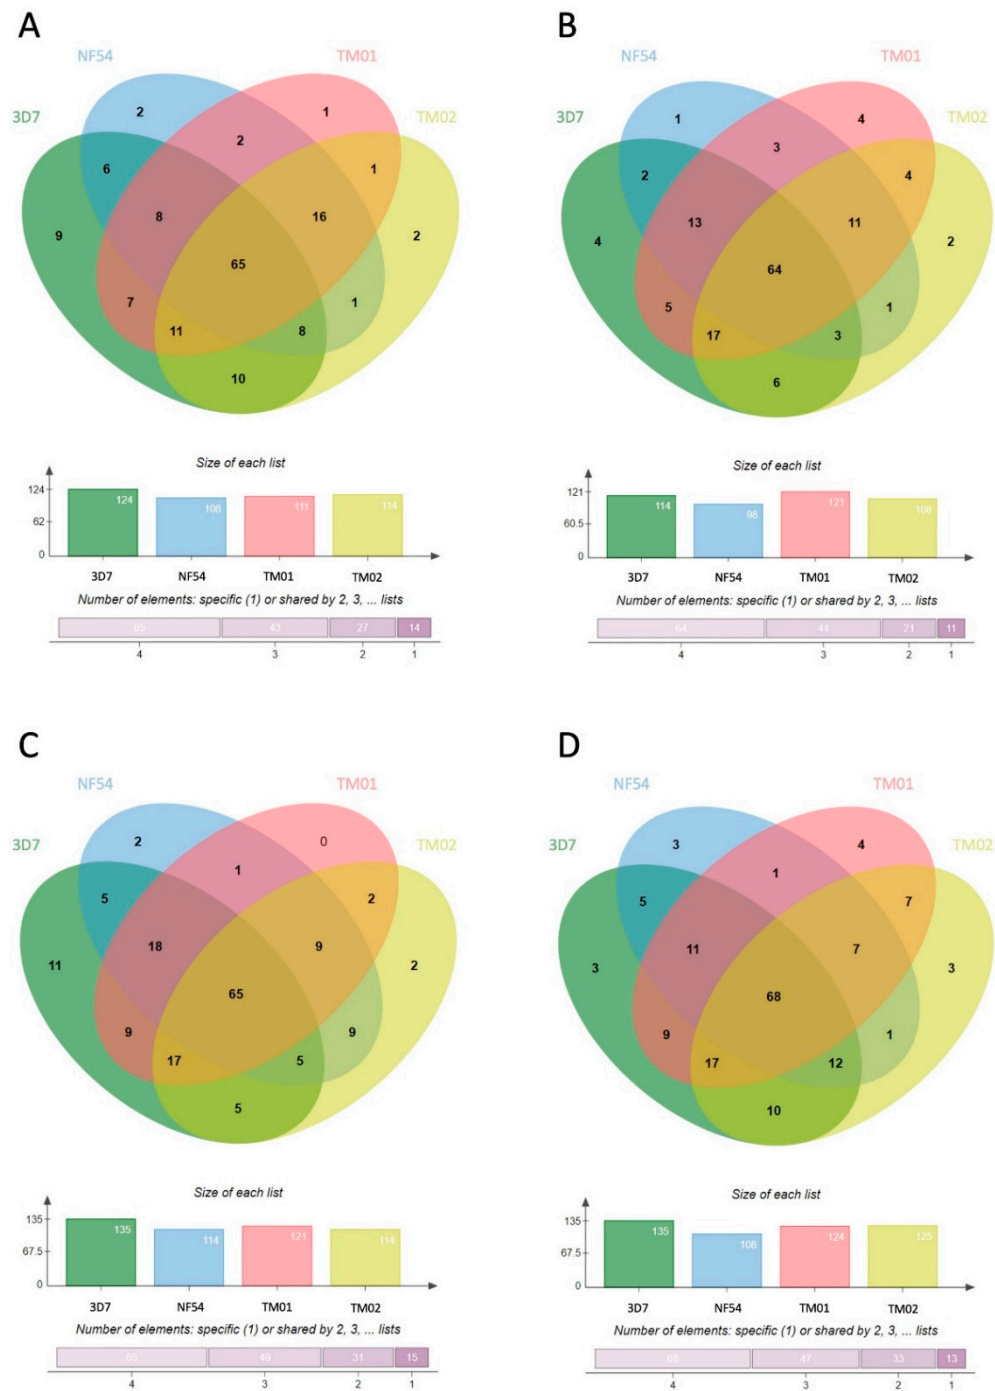 A
B
NF54
TM01
NF54
TM01
3D7
TM02
3D7
TM02
2
1
2
1
6
8
16
9
2
65
7
11
1
8
10
1
4
3
2
4
13
11
4
2
64
5
17
1
3
6
Size of each list
124
62
0
124
108
111
114
3D7
NF54
TM01
TM02
Number of elements: specific (1) or shared by 2, 3, ... lists
65
43
27
14
4
3
2
1
Size of each list
121
60.5
0
114
98
121
108
3D7
NF54
TM01
TM02
Number of elements: specific (1) or shared by 2, 3, ... lists
64
44
21
11
4
3
2
1
C
D
NF54
TM01
NF54
TM01
3D7
TM02
3D7
TM02
2
0
1
5
2
18
9
11
2
65
9
17
9
5
5
3
4
1
5
7
11
7
3
3
68
9
17
1
12
10
Size of each list
135
67.5
0
135
114
121
114
3D7
NF54
TM01
TM02
Number of elements: specific (1) or shared by 2, 3, ... lists
65
49
31
15
4
3
2
1
Size of each list
135
67.5
0
135
108
124
125
3D7
NF54
TM01
TM02
Number of elements: specific (1) or shared by 2, 3, ... lists
68
47
33
13
4
3
2
1